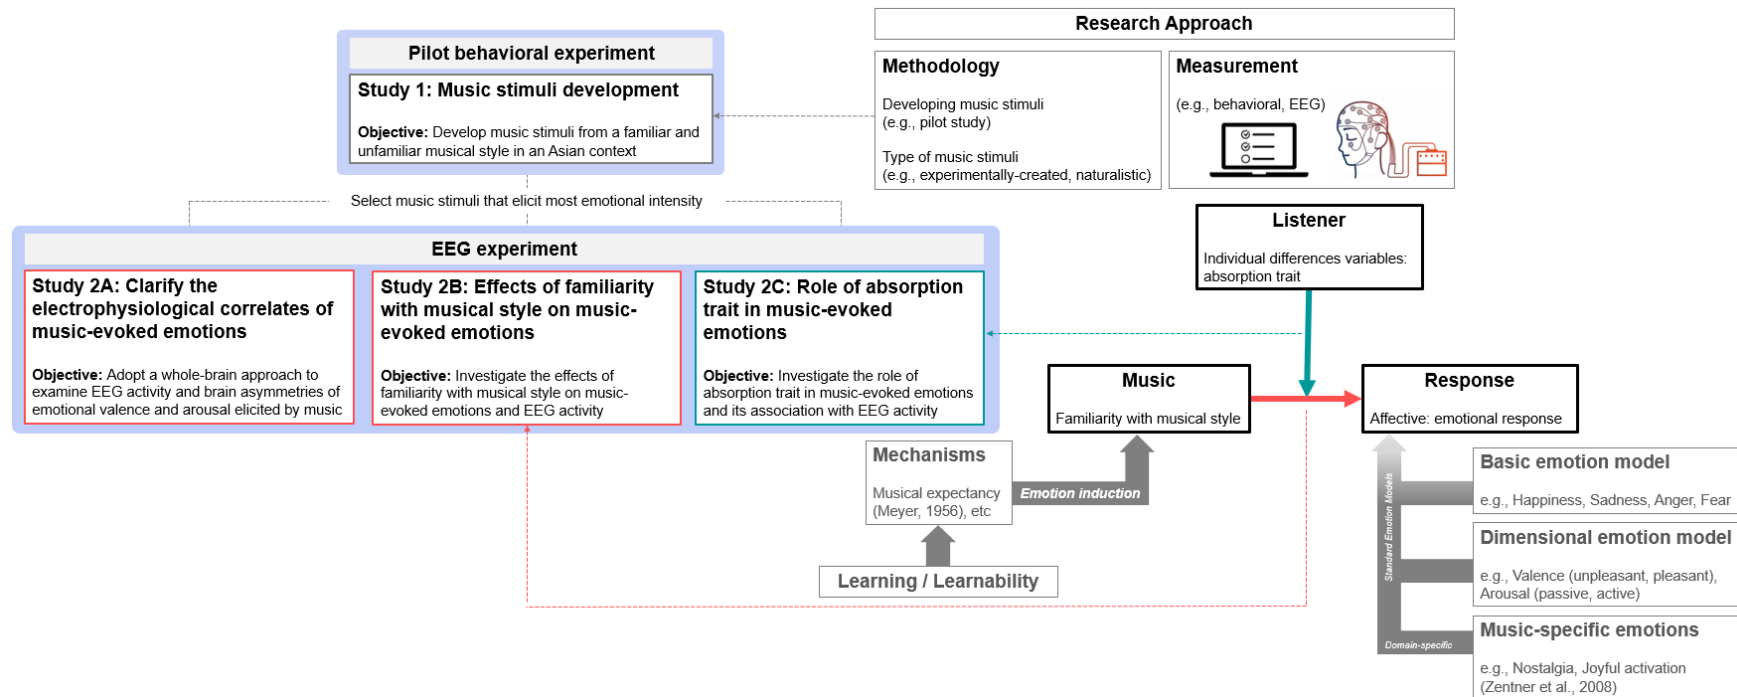 Research Approach
Pilot behavioral experiment
Study 1: Music stimuli development
Objective: Develop music stimuli from a familiar and
unfamiliar musical style in an Asian context
Methodology
Developing music stimuli
(e.g., pilot study)
Type of music stimuli
(e.g., experimentally-created, naturalistic)
Measurement
(e.g., behavioral, EEG)
Select music stimuli that elicit most emotional intensity
EEG experiment
Study 2A: Clarify the
electrophysiological correlates of
music-evoked emotions
Objective: Adopt a whole-brain approach to
examine EEG activity and brain asymmetries of
emotional valence and arousal elicited by music
Study 2B: Effects of familiarity
with musical style on music-
evoked emotions
Objective: Investigate the effects of
familiarity with musical style on music-
evoked emotions and EEG activity
Study 2C: Role of absorption
trait in music-evoked
emotions
Objective: Investigate the role of
absorption trait in music-evoked emotions
and its association with EEG activity
Listener
Individual differences variables:
absorption trait
Music
Familiarity with musical style
Response
Affective: emotional response
Mechanisms
Musical expectancy
(Meyer, 1956), etc
Emotion induction
Learning / Learnability
Standard Emotion Models
Basic emotion model
e.g., Happiness, Sadness, Anger, Fear
Dimensional emotion model
e.g., Valence (unpleasant, pleasant),
Arousal (passive, active)
Domain-specific
Music-specific emotions
e.g., Nostalgia, Joyful activation
(Zentner et al., 2008)